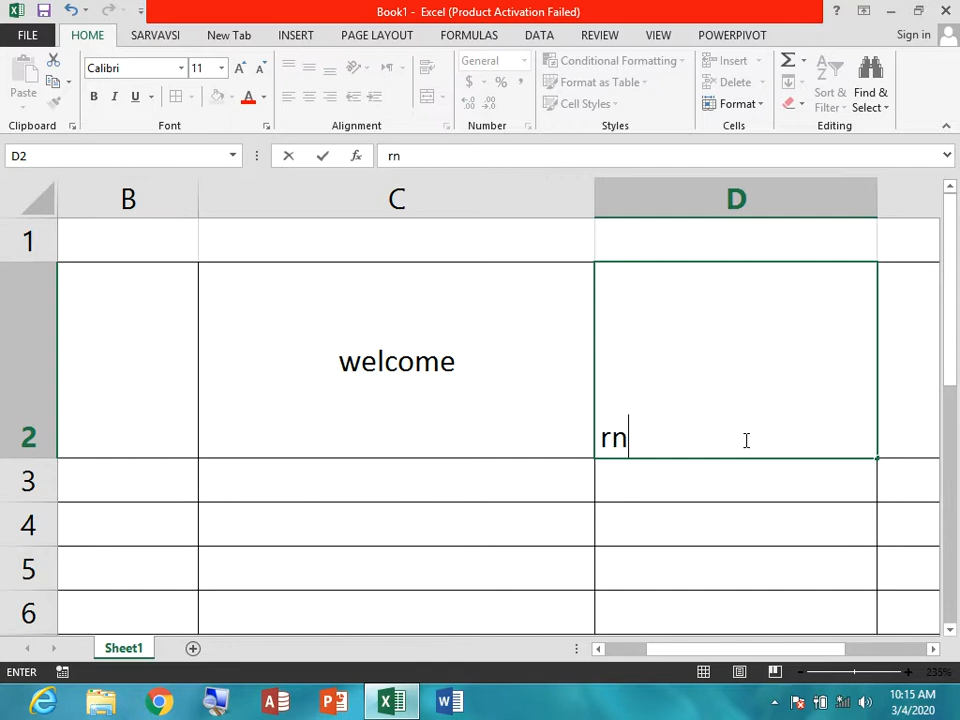 Book1 - Excel (Product Activation Failed)
FILE HOME SARVAVSI New Tab INSERT PAGE LAYOUT FORMULAS DATA REVIEW VIEW POWERPIVOT Sign in
Paste
Calibri 11
B I U A
General
$ % ,
Conditional Formatting
Format as Table
Cell Styles
Insert
Delete
Format
Sort & Filter
Find & Select
Clipboard Font Alignment Number Styles Cells Editing
D2 fx rn
B C D
1
2 welcome rn
3
4
5
6
Sheet1
ENTER 235%
10:15 AM
3/4/2020